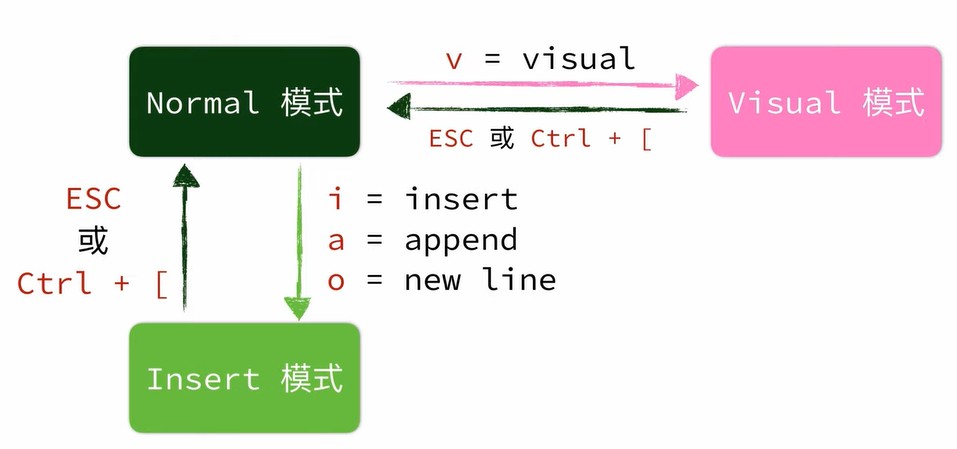 Normal 模式
v = visual
ESC 或 Ctrl + [
Visual 模式
ESC
或
Ctrl + [
i = insert
a = append
o = new line
Insert 模式